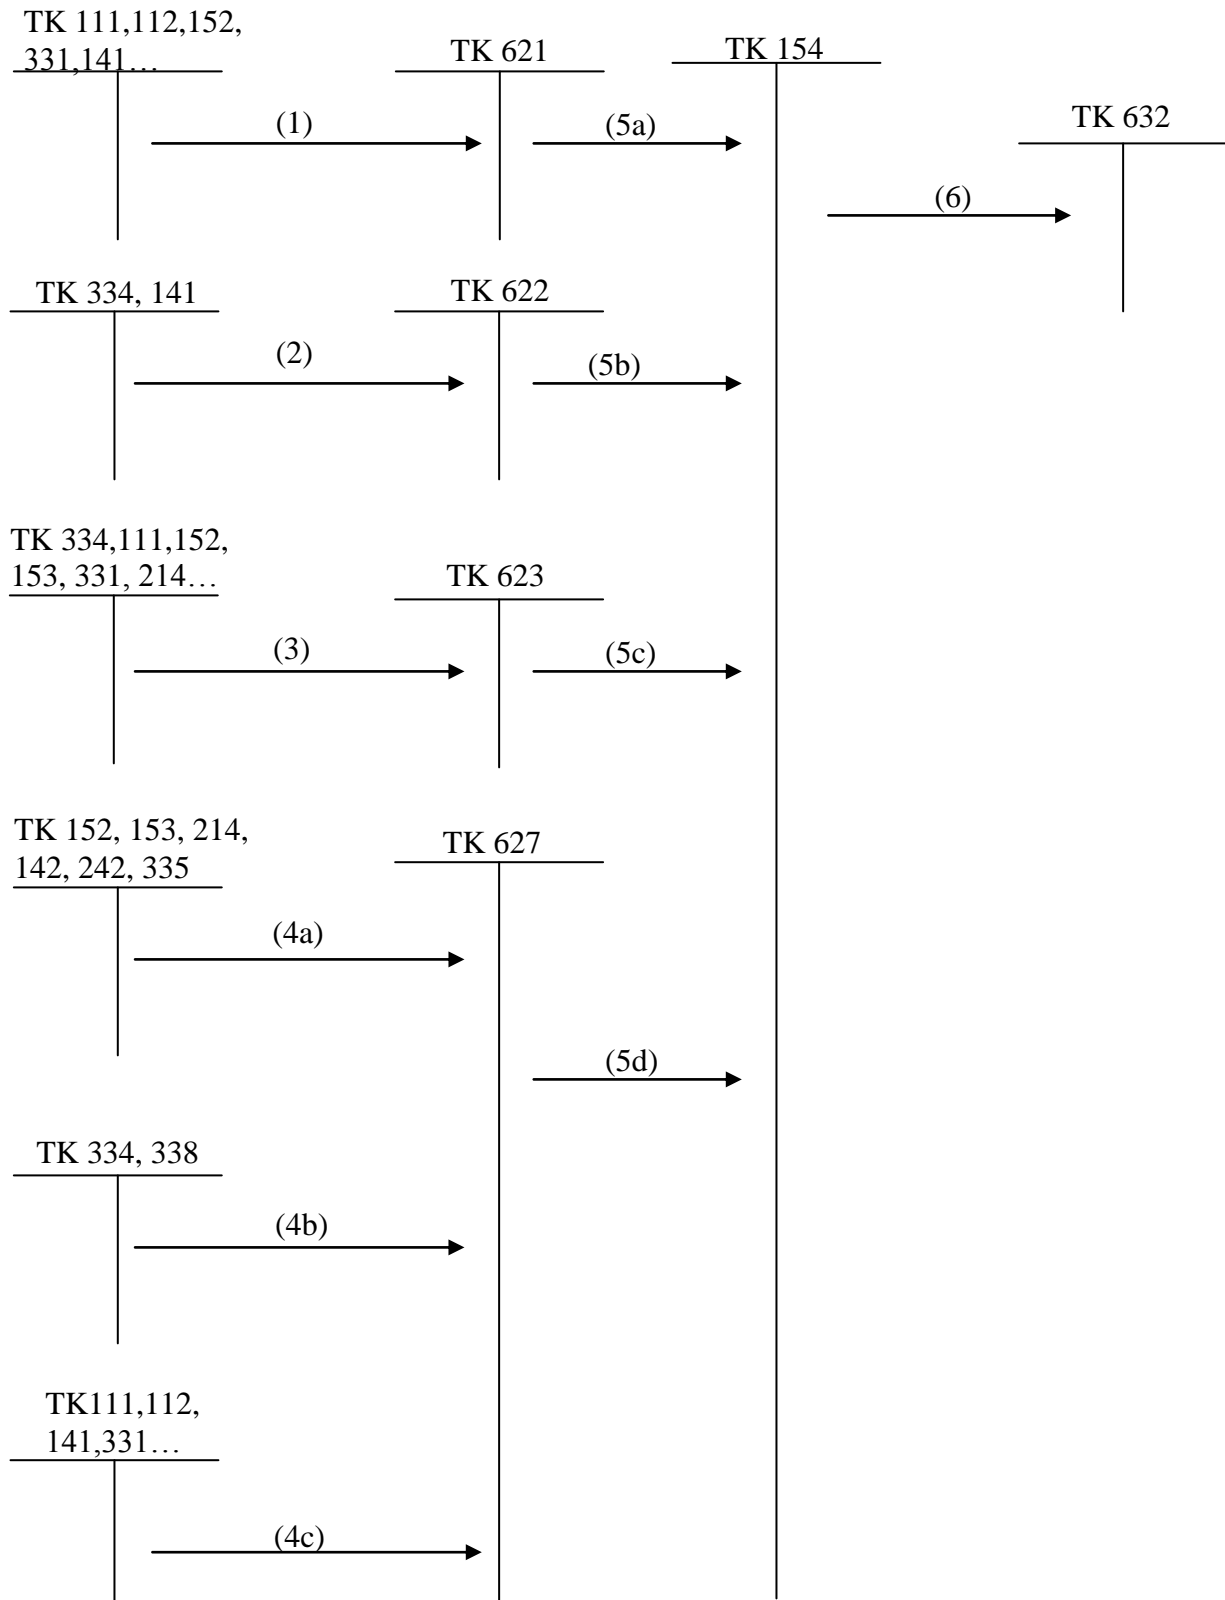 TK 111,112,152,
331,141…
TK 621
TK 154
(1)
(5a)
TK 632
(6)
TK 334, 141
TK 622
(2)
(5b)
TK 334,111,152,
153, 331, 214…
TK 623
(3)
(5c)
TK 152, 153, 214,
142, 242, 335
TK 627
(4a)
(5d)
TK 334, 338
(4b)
TK111,112,
141,331…
(4c)